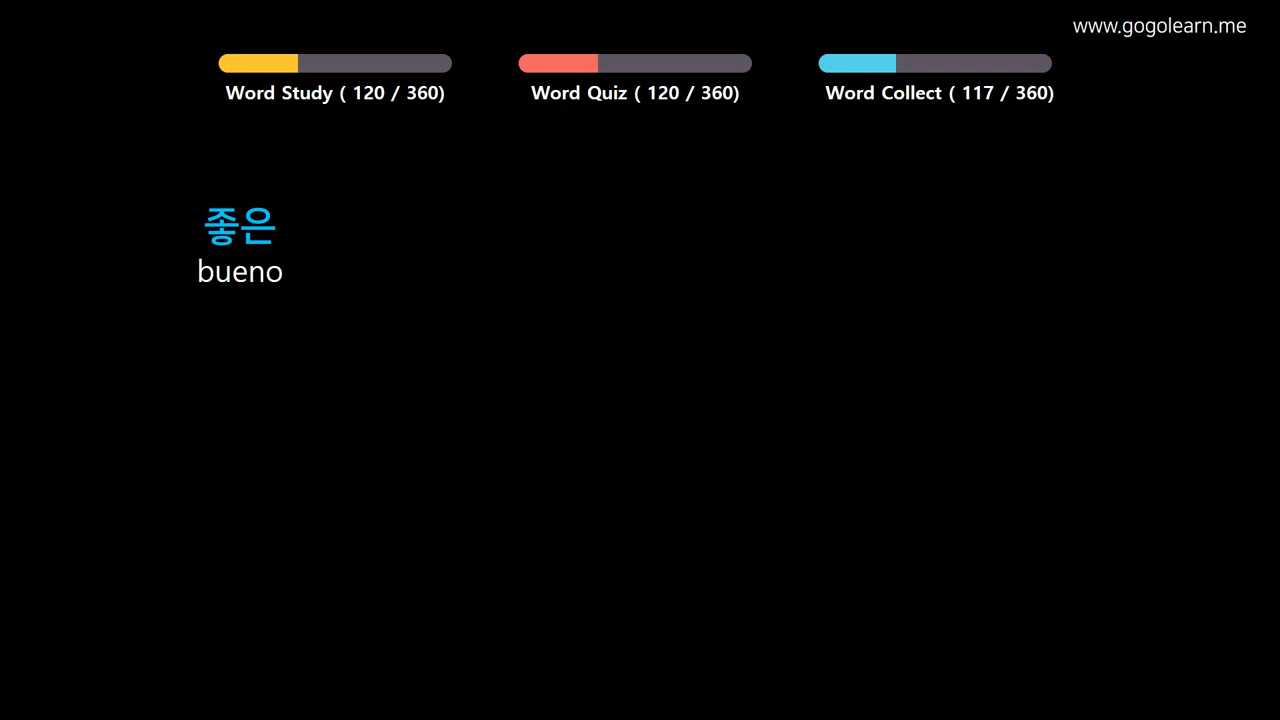 www.gogolearn.me
Word Study ( 120 / 360)
Word Quiz ( 120 / 360)
Word Collect ( 117 / 360)
좋은
bueno